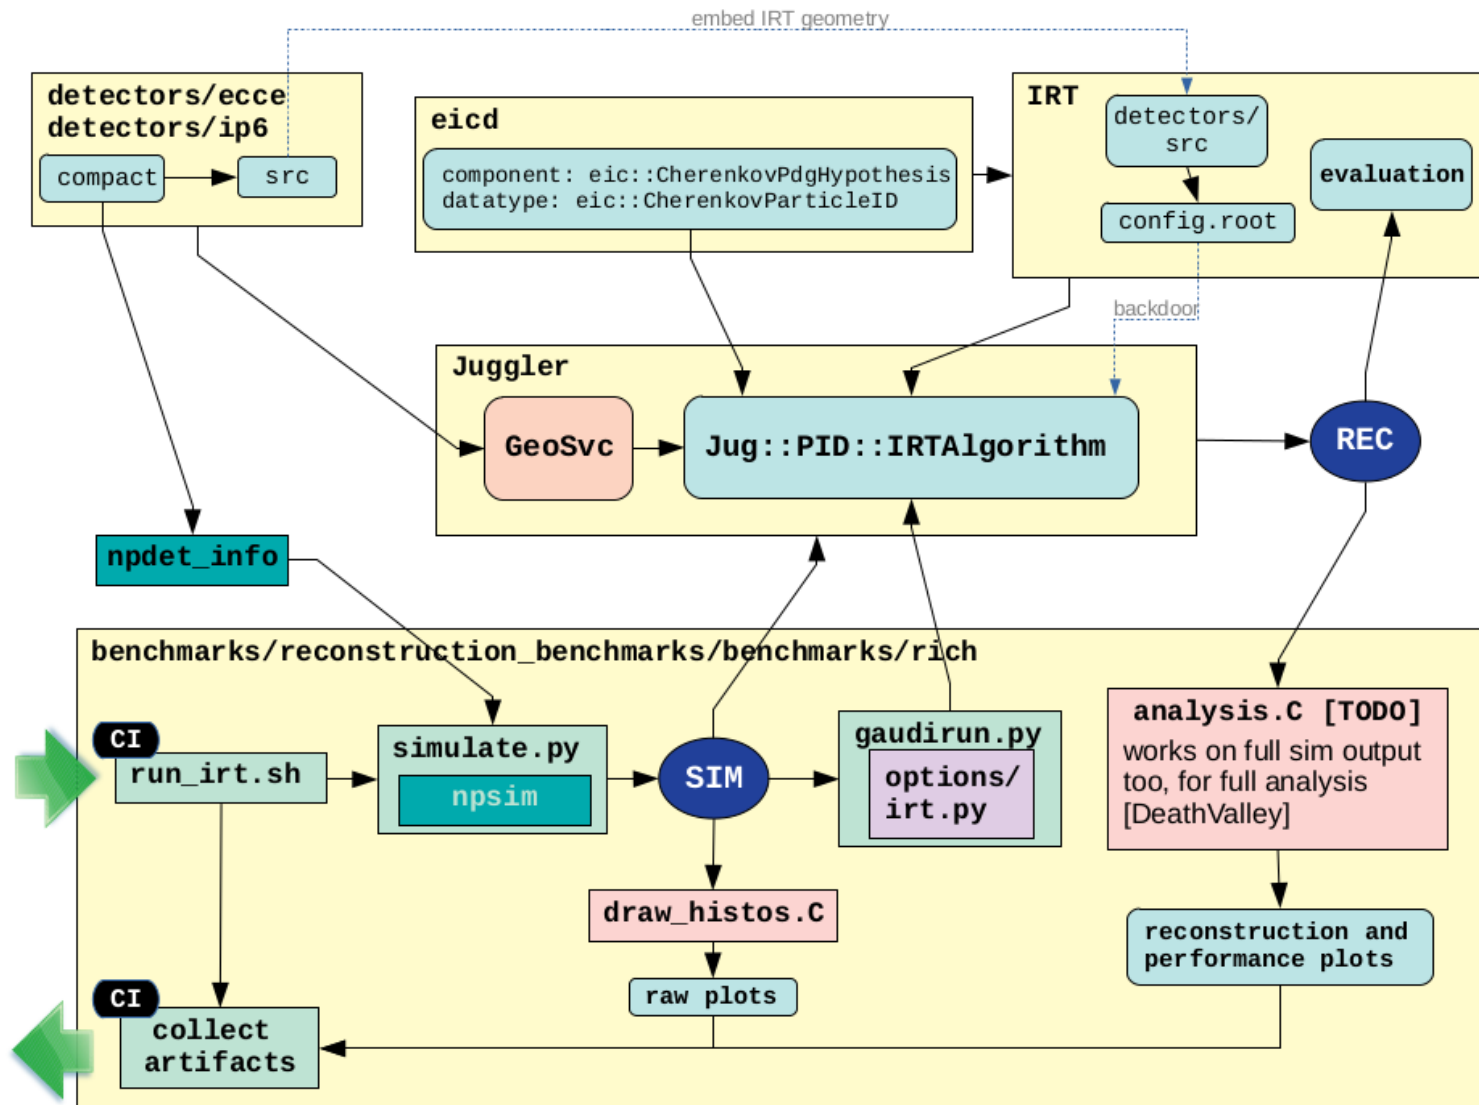 embed IRT geometry
detectors/ecce
detectors/ip6
compact
src
eicd
component: eic::CherenkovPdgHypothesis
datatype: eic::CherenkovParticleID
IRT
detectors/
src
config.root
evaluation
backdoor
Juggler
GeoSvc
Jug::PID::IRTAlgorithm
REC
npdet_info
benchmarks/reconstruction_benchmarks/benchmarks/rich
CI
run_irt.sh
simulate.py
npsim
SIM
gaudirun.py
options/
irt.py
analysis.C [TODO]
works on full sim output
too, for full analysis
[DeathValley]
draw_histos.C
raw plots
reconstruction and
performance plots
CI
collect
artifacts